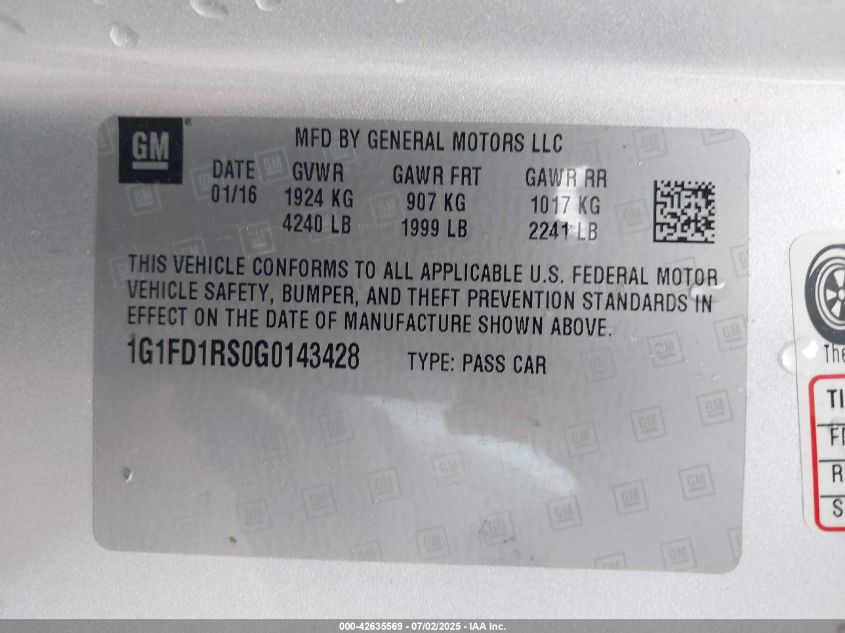 GM
MFD BY GENERAL MOTORS LLC
DATE GVWR GAWR FRT GAWR RR
01/16 1924 KG 907 KG 1017 KG
4240 LB 1999 LB 2241 LB
THIS VEHICLE CONFORMS TO ALL APPLICABLE U.S. FEDERAL MOTOR
VEHICLE SAFETY, BUMPER, AND THEFT PREVENTION STANDARDS IN
EFFECT ON THE DATE OF MANUFACTURE SHOWN ABOVE.
1G1FD1RS0G0143428 TYPE: PASS CAR
The
TI
R
S
000-42635569 - 07/02/2025 - IAA Inc.